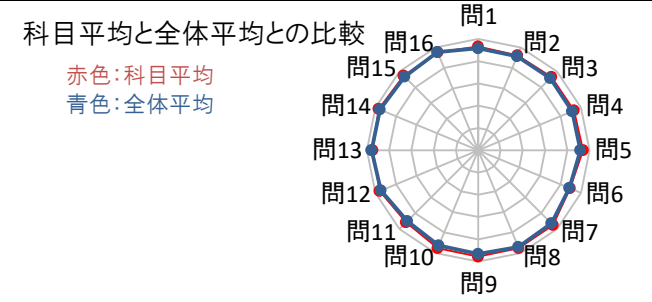 科目平均と全体平均との比較
赤色：科目平均
青色：全体平均
問1
問2
問3
問4
問5
問6
問7
問8
問9
問10
問11
問12
問13
問14
問15
問16